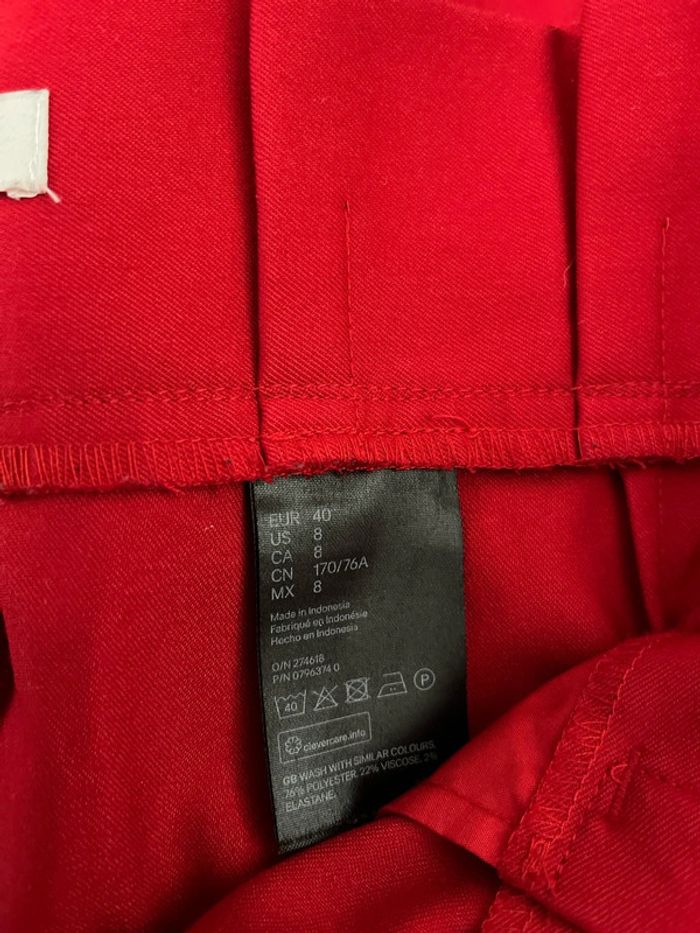 EUR 40
US 8
CA 8
CN 170/76A
MX 8
Made in Indonesia
Fabriqué en Indonésie
Hecho en Indonesia
O/N 274618
P/N 0796374 0
40 P
clevercare.info
GB WASH WITH SIMILAR COLOURS,
76% POLYESTER, 22% VISCOSE, 2%
ELASTANE.